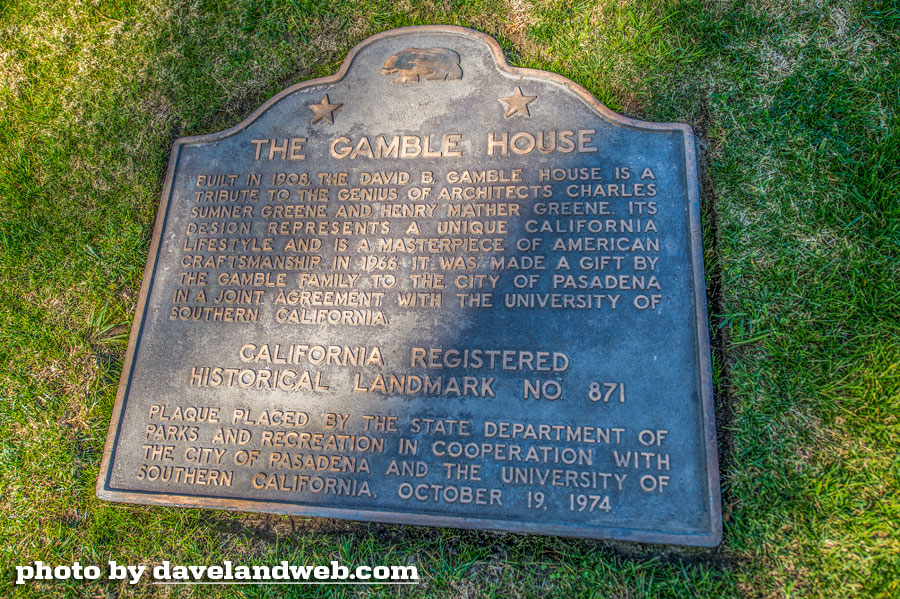 THE GAMBLE HOUSE
BUILT IN 1908, THE DAVID B. GAMBLE HOUSE IS A
TRIBUTE TO THE GENIUS OF ARCHITECTS CHARLES
SUMNER GREENE AND HENRY MATHER GREENE. ITS
DESIGN REPRESENTS A UNIQUE CALIFORNIA
LIFESTYLE AND IS A MASTERPIECE OF AMERICAN
CRAFTSMANSHIP. IN 1966 IT WAS MADE A GIFT BY
THE GAMBLE FAMILY TO THE CITY OF PASADENA
IN A JOINT AGREEMENT WITH THE UNIVERSITY OF
SOUTHERN CALIFORNIA.
CALIFORNIA REGISTERED
HISTORICAL LANDMARK NO. 871
PLAQUE PLACED BY THE STATE DEPARTMENT OF
PARKS AND RECREATION IN COOPERATION WITH
THE CITY OF PASADENA AND THE UNIVERSITY OF
SOUTHERN CALIFORNIA, OCTOBER 19, 1974.
photo by davelandweb.com